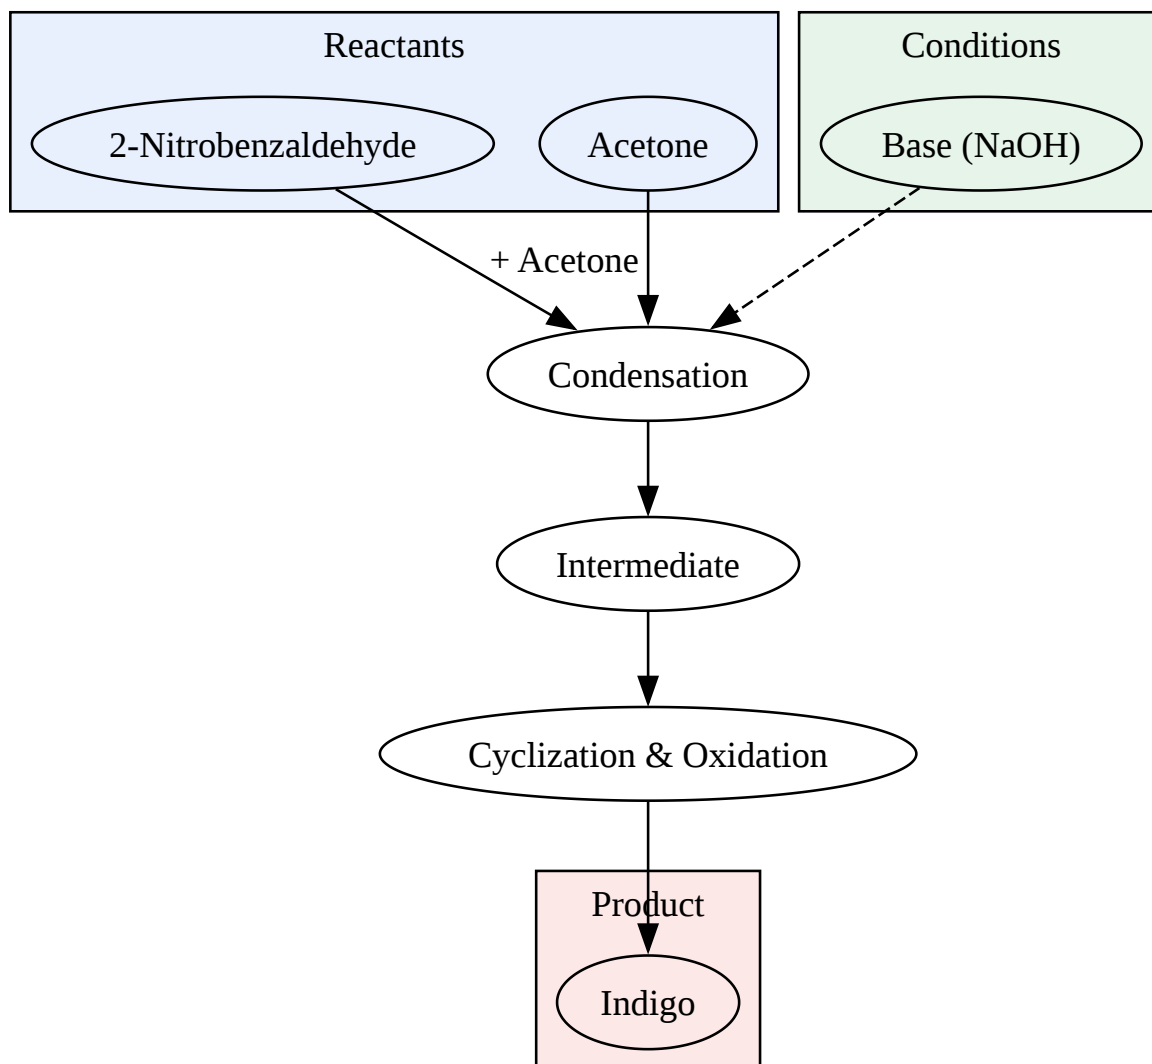 Reactants
Conditions
2-Nitrobenzaldehyde
Acetone
Base (NaOH)
+ Acetone
Condensation
Intermediate
Cyclization & Oxidation
Product
Indigo